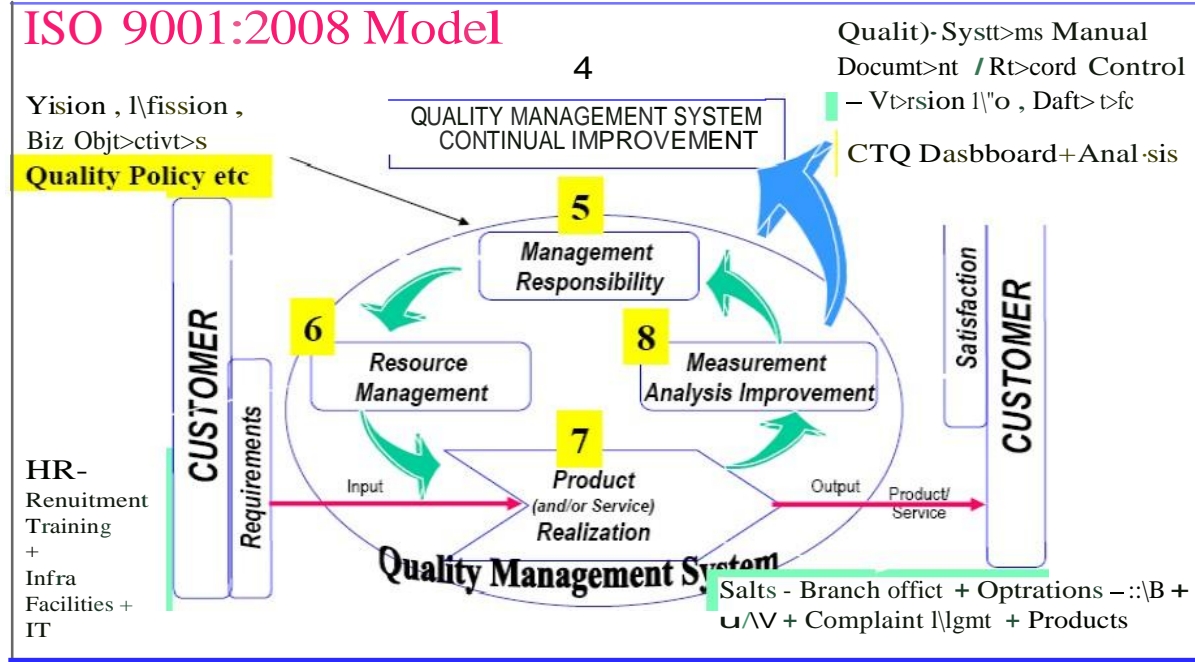 ISO 9001:2008 Model
Qualit)-Systt>ms Manual
Documt>nt / Rt>cord Control
– Vt>rsion l\"o , Daft> t>fc
CTQ Dasbboard+Anal·sis
4
QUALITY MANAGEMENT SYSTEM
CONTINUAL IMPROVEMENT
Yision , l\fission ,
Biz Objt>ctivt>s
Quality Policy etc
5
Management
Responsibility
6
Resource
Management
8
Measurement
Analysis Improvement
7
Product
(and/or Service)
Realization
CUSTOMER
Requirements
Input
Output
Product/
Service
Satisfaction
CUSTOMER
Quality Management System
HR-
Renuitment
Training
+
Infra
Facilities +
IT
Salts - Branch offict + Optrations –::\B +
u/\V + Complaint l\lgmt + Products